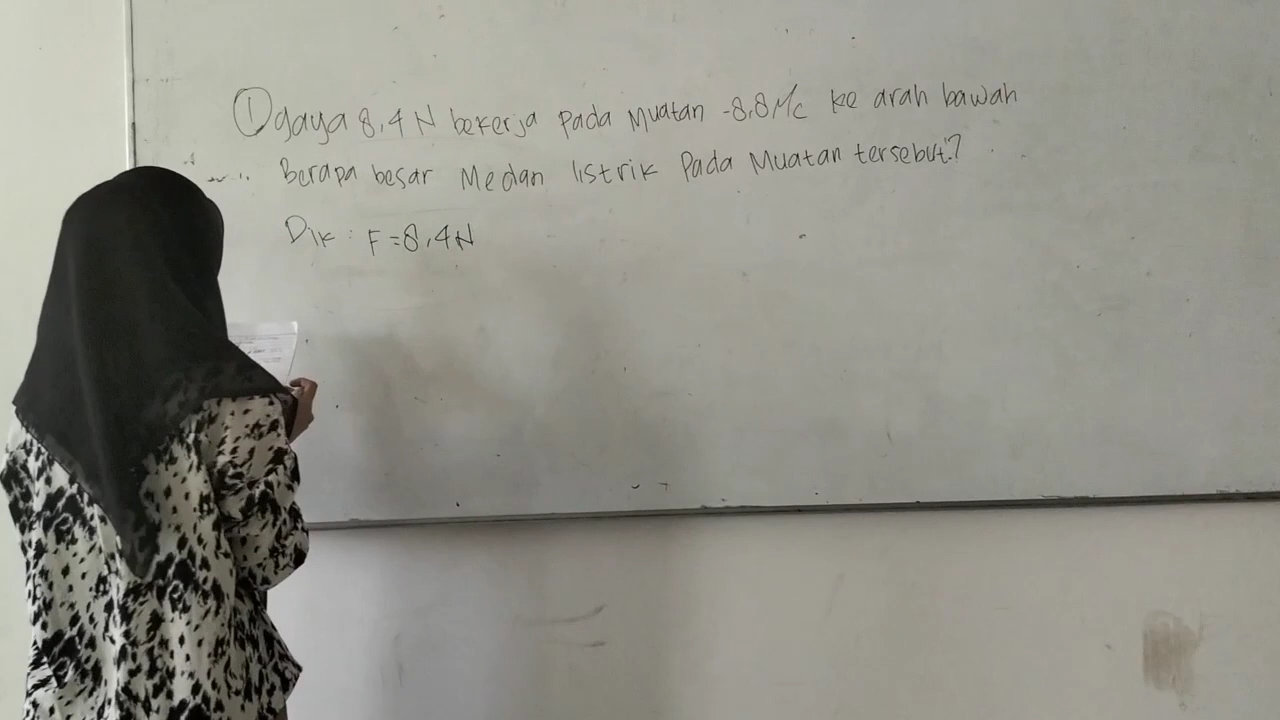 ① gaya 8,4 N bekerja Pada Muatan -8,8 Mc ke arah bawah
Berapa besar Medan listrik Pada Muatan tersebut?
Dik : F = 8,4 N